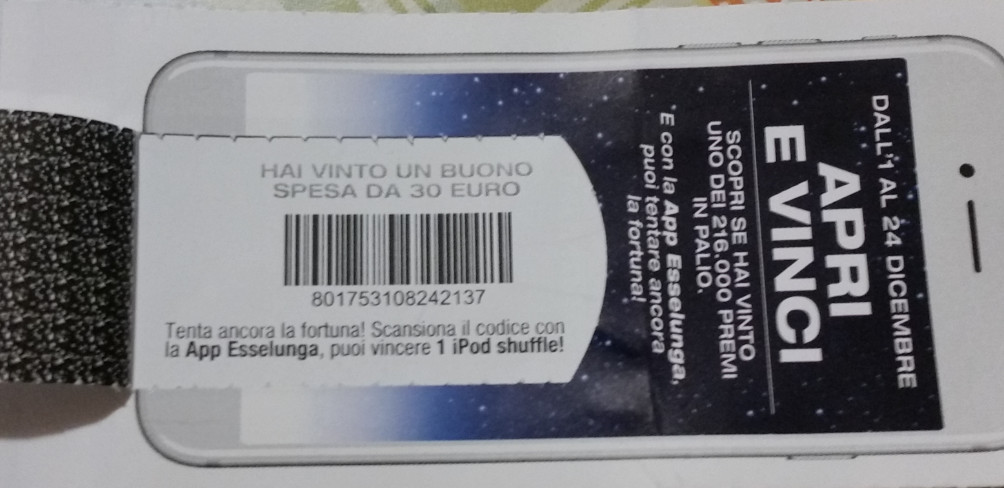 HAI VINTO UN BUONO
SPESA DA 30 EURO
801753108242137
Tenta ancora la fortuna! Scansiona il codice con
la App Esselunga, puoi vincere 1 iPod shuffle!
DALL'1 AL 24 DICEMBRE
APRI
E VINCI
SCOPRI SE HAI VINTO
UNO DEI 216.000 PREMI
IN PALIO.
E con la App Esselunga,
puoi tentare ancora
la fortuna!